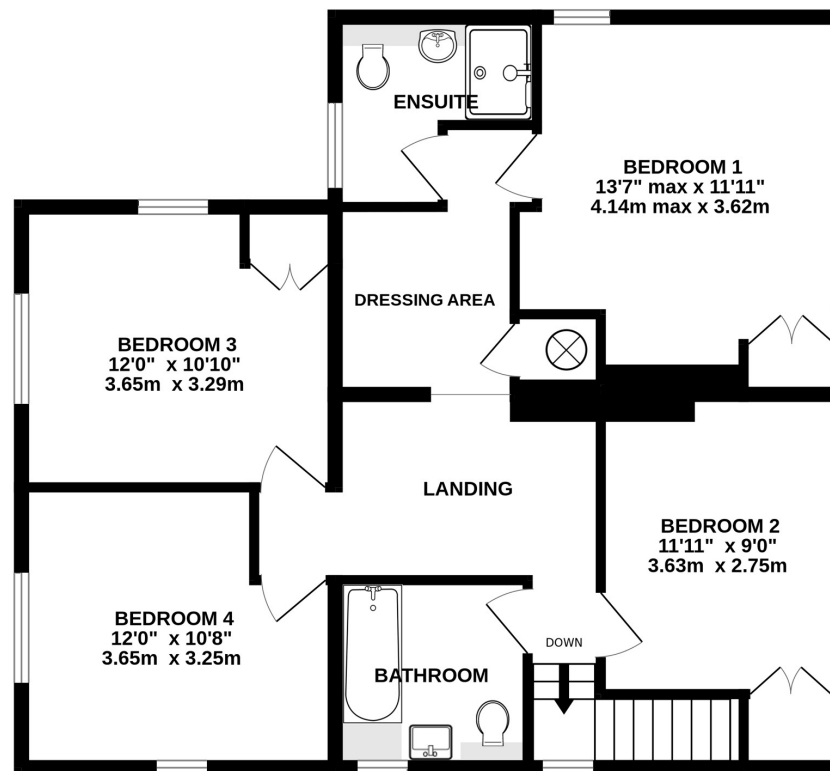 ENSUITE
BEDROOM 1
13'7" max x 11'11"
4.14m max x 3.62m
DRESSING AREA
BEDROOM 3
12'0" x 10'10"
3.65m x 3.29m
LANDING
BEDROOM 2
11'11" x 9'0"
3.63m x 2.75m
BEDROOM 4
12'0" x 10'8"
3.65m x 3.25m
DOWN
BATHROOM